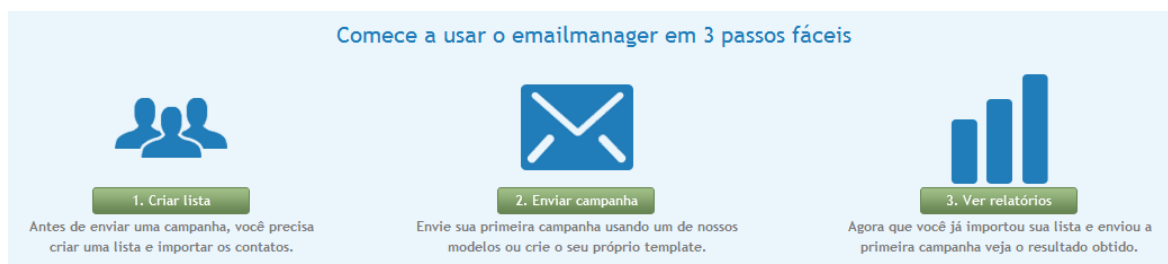 Comece a usar o emailmanager em 3 passos fáceis
1. Criar lista
Antes de enviar uma campanha, você precisa
criar uma lista e importar os contatos.
2. Enviar campanha
Envie sua primeira campanha usando um de nossos
modelos ou crie o seu próprio template.
3. Ver relatórios
Agora que você já importou sua lista e enviou a
primeira campanha veja o resultado obtido.